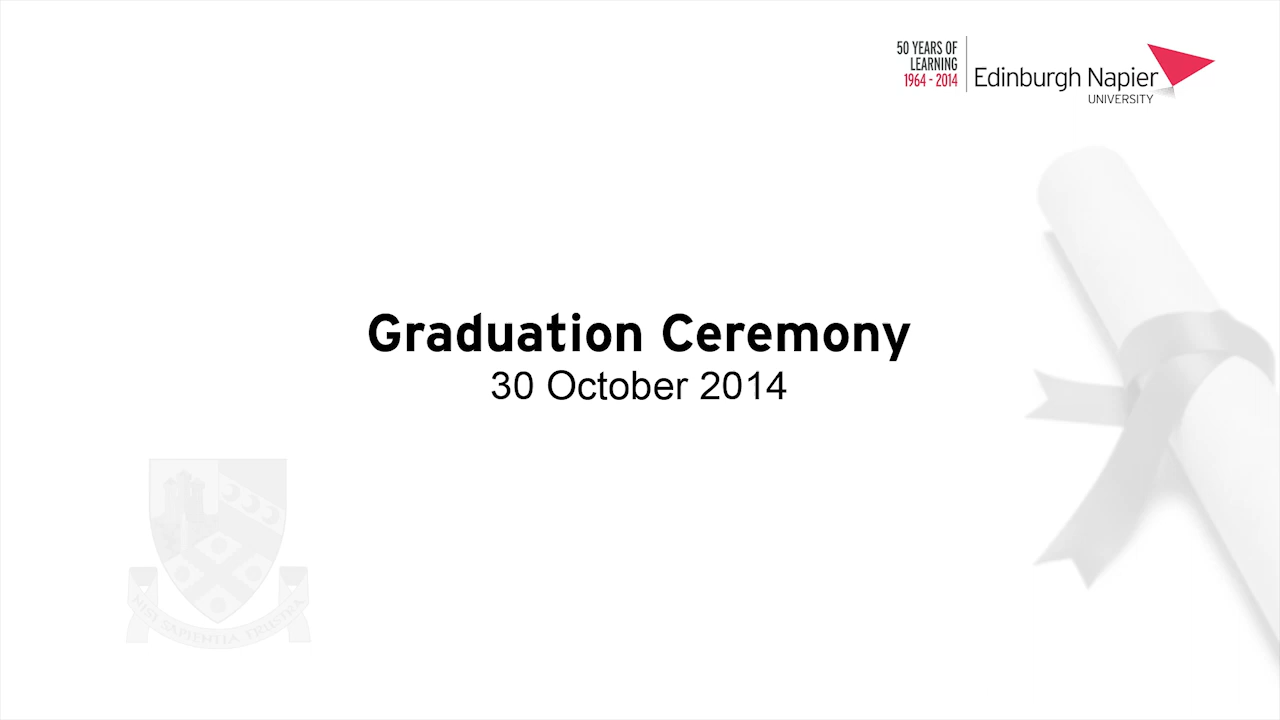 50 YEARS OF
LEARNING
1964 - 2014
Edinburgh Napier
UNIVERSITY
Graduation Ceremony
30 October 2014
NISI SAPIENTIA FRUSTRA